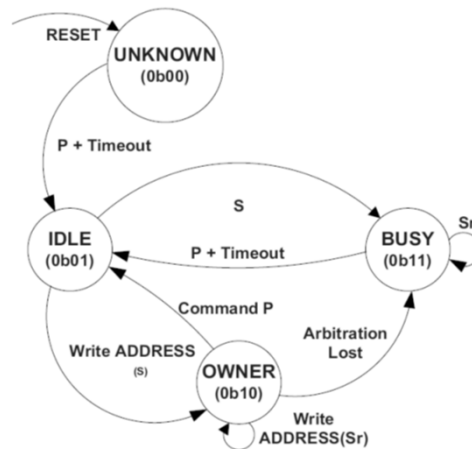 RESET
UNKNOWN
(0b00)
P + Timeout
S
Sr
IDLE
(0b01)
BUSY
(0b11)
P + Timeout
Command P
Arbitration
Lost
Write ADDRESS
(S)
OWNER
(0b10)
Write
ADDRESS(Sr)